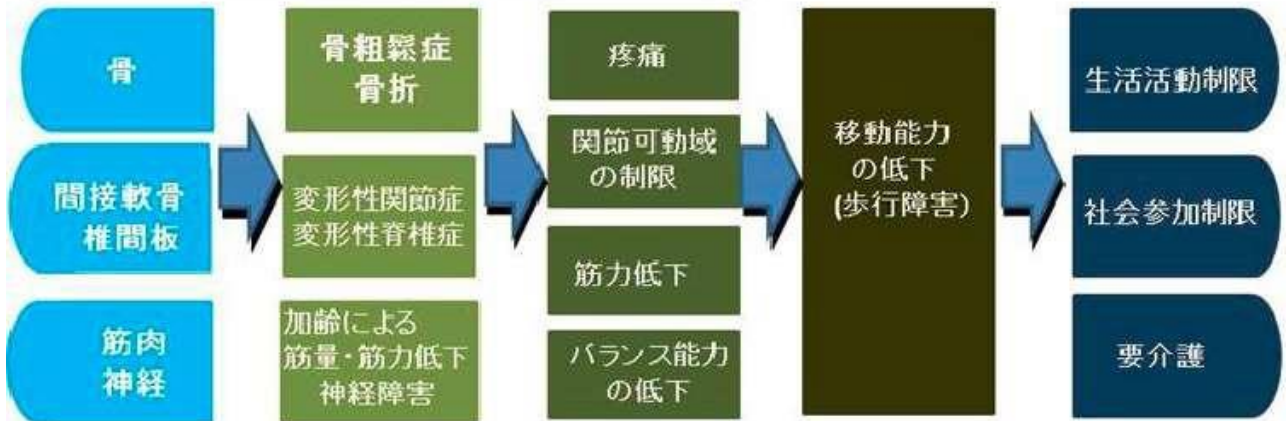 骨
間接軟骨
椎間板
筋肉
神経
骨粗鬆症
骨折
変形性関節症
変形性脊椎症
加齢による
筋量・筋力低下
神経障害
疼痛
関節可動域
の制限
筋力低下
バランス能力
の低下
移動能力
の低下
(歩行障害)
生活活動制限
社会参加制限
要介護